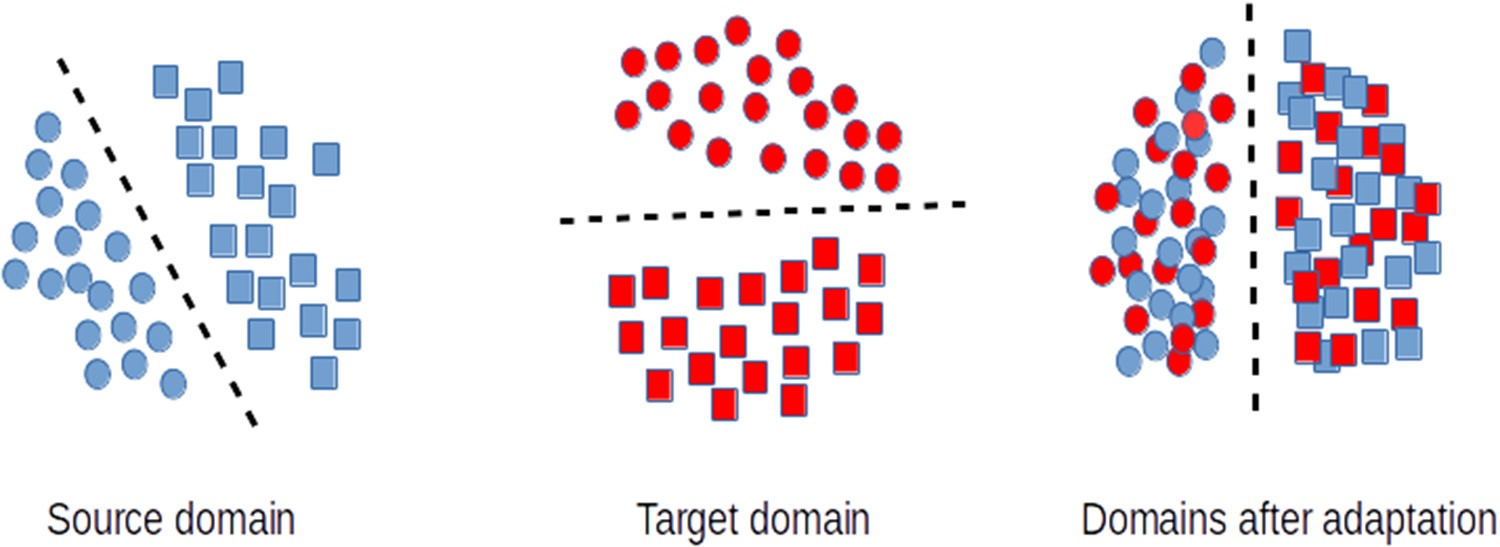 Source domain
Target domain
Domains after adaptation